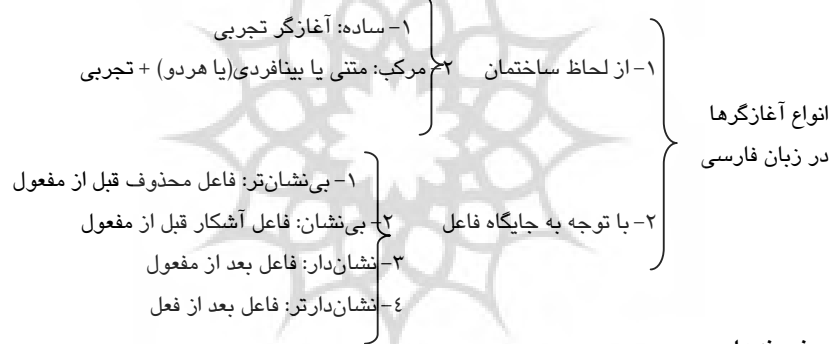 ۱- ساده: آغازگر تجربی
۱- از لحاظ ساختمان
۲- مرکب: متنی یا بینافردی(یا هردو) + تجربی
انواع آغازگرها
در زبان فارسی
۱- بی‌نشان‌تر: فاعل محذوف قبل از مفعول
۲- با توجه به جایگاه فاعل
۲- بی‌نشان: فاعل آشکار قبل از مفعول
۳- نشان‌دار: فاعل بعد از مفعول
٤- نشان‌دارتر: فاعل بعد از فعل